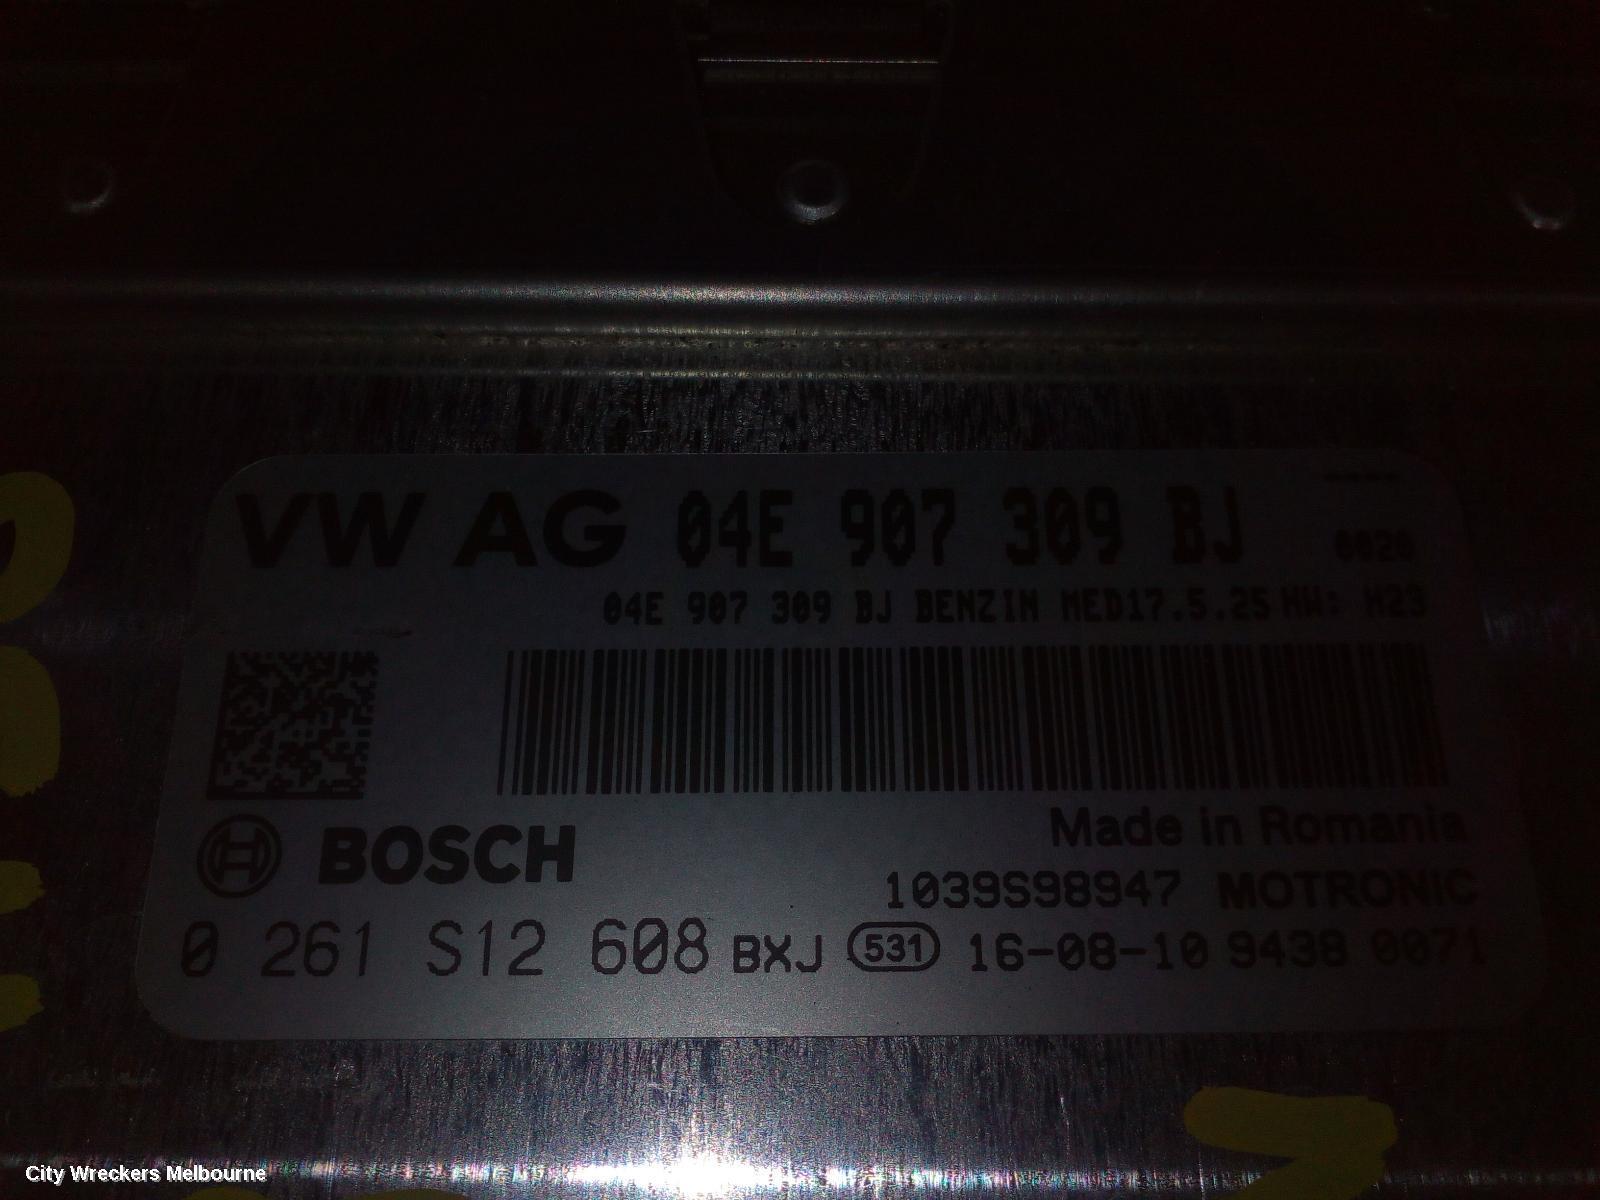 VW AG 04E 907 309 BJ 0020
04E 907 309 BJ BENZIN MED17.5.25 HW: H23
BOSCH
Made in Romania
1039S98947 MOTRONIC
0 261 S12 608 BXJ 531 16-08-10 9438 0071
City Wreckers Melbourne